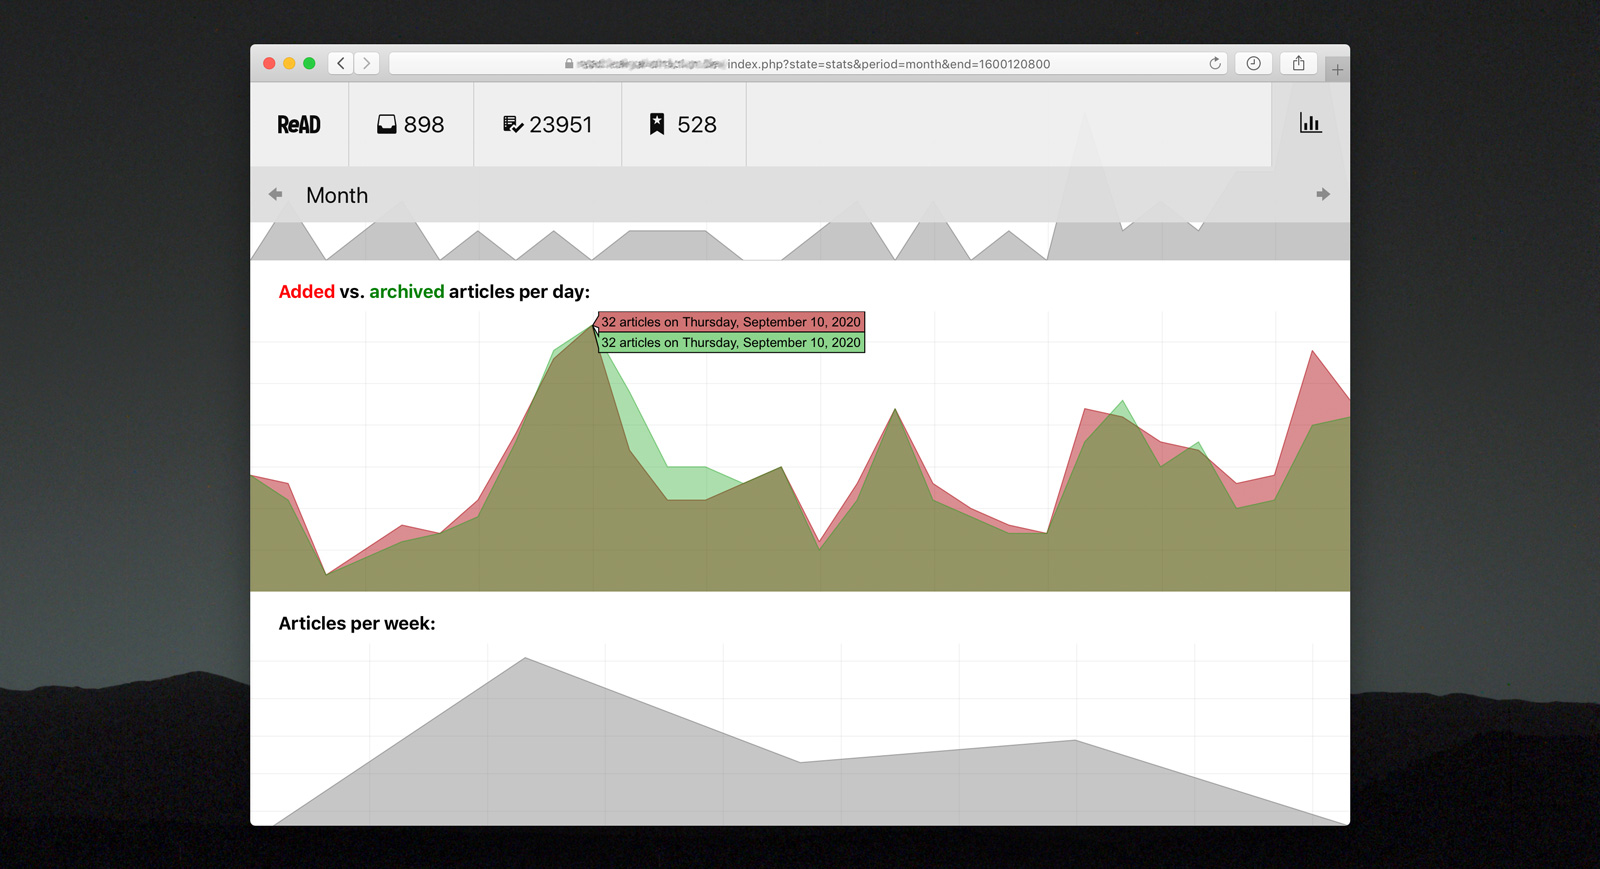 index.php?state=stats&period=month&end=1600120800
ReAD
898
23951
528
Month
Added vs. archived articles per day:
32 articles on Thursday, September 10, 2020
32 articles on Thursday, September 10, 2020
Articles per week: